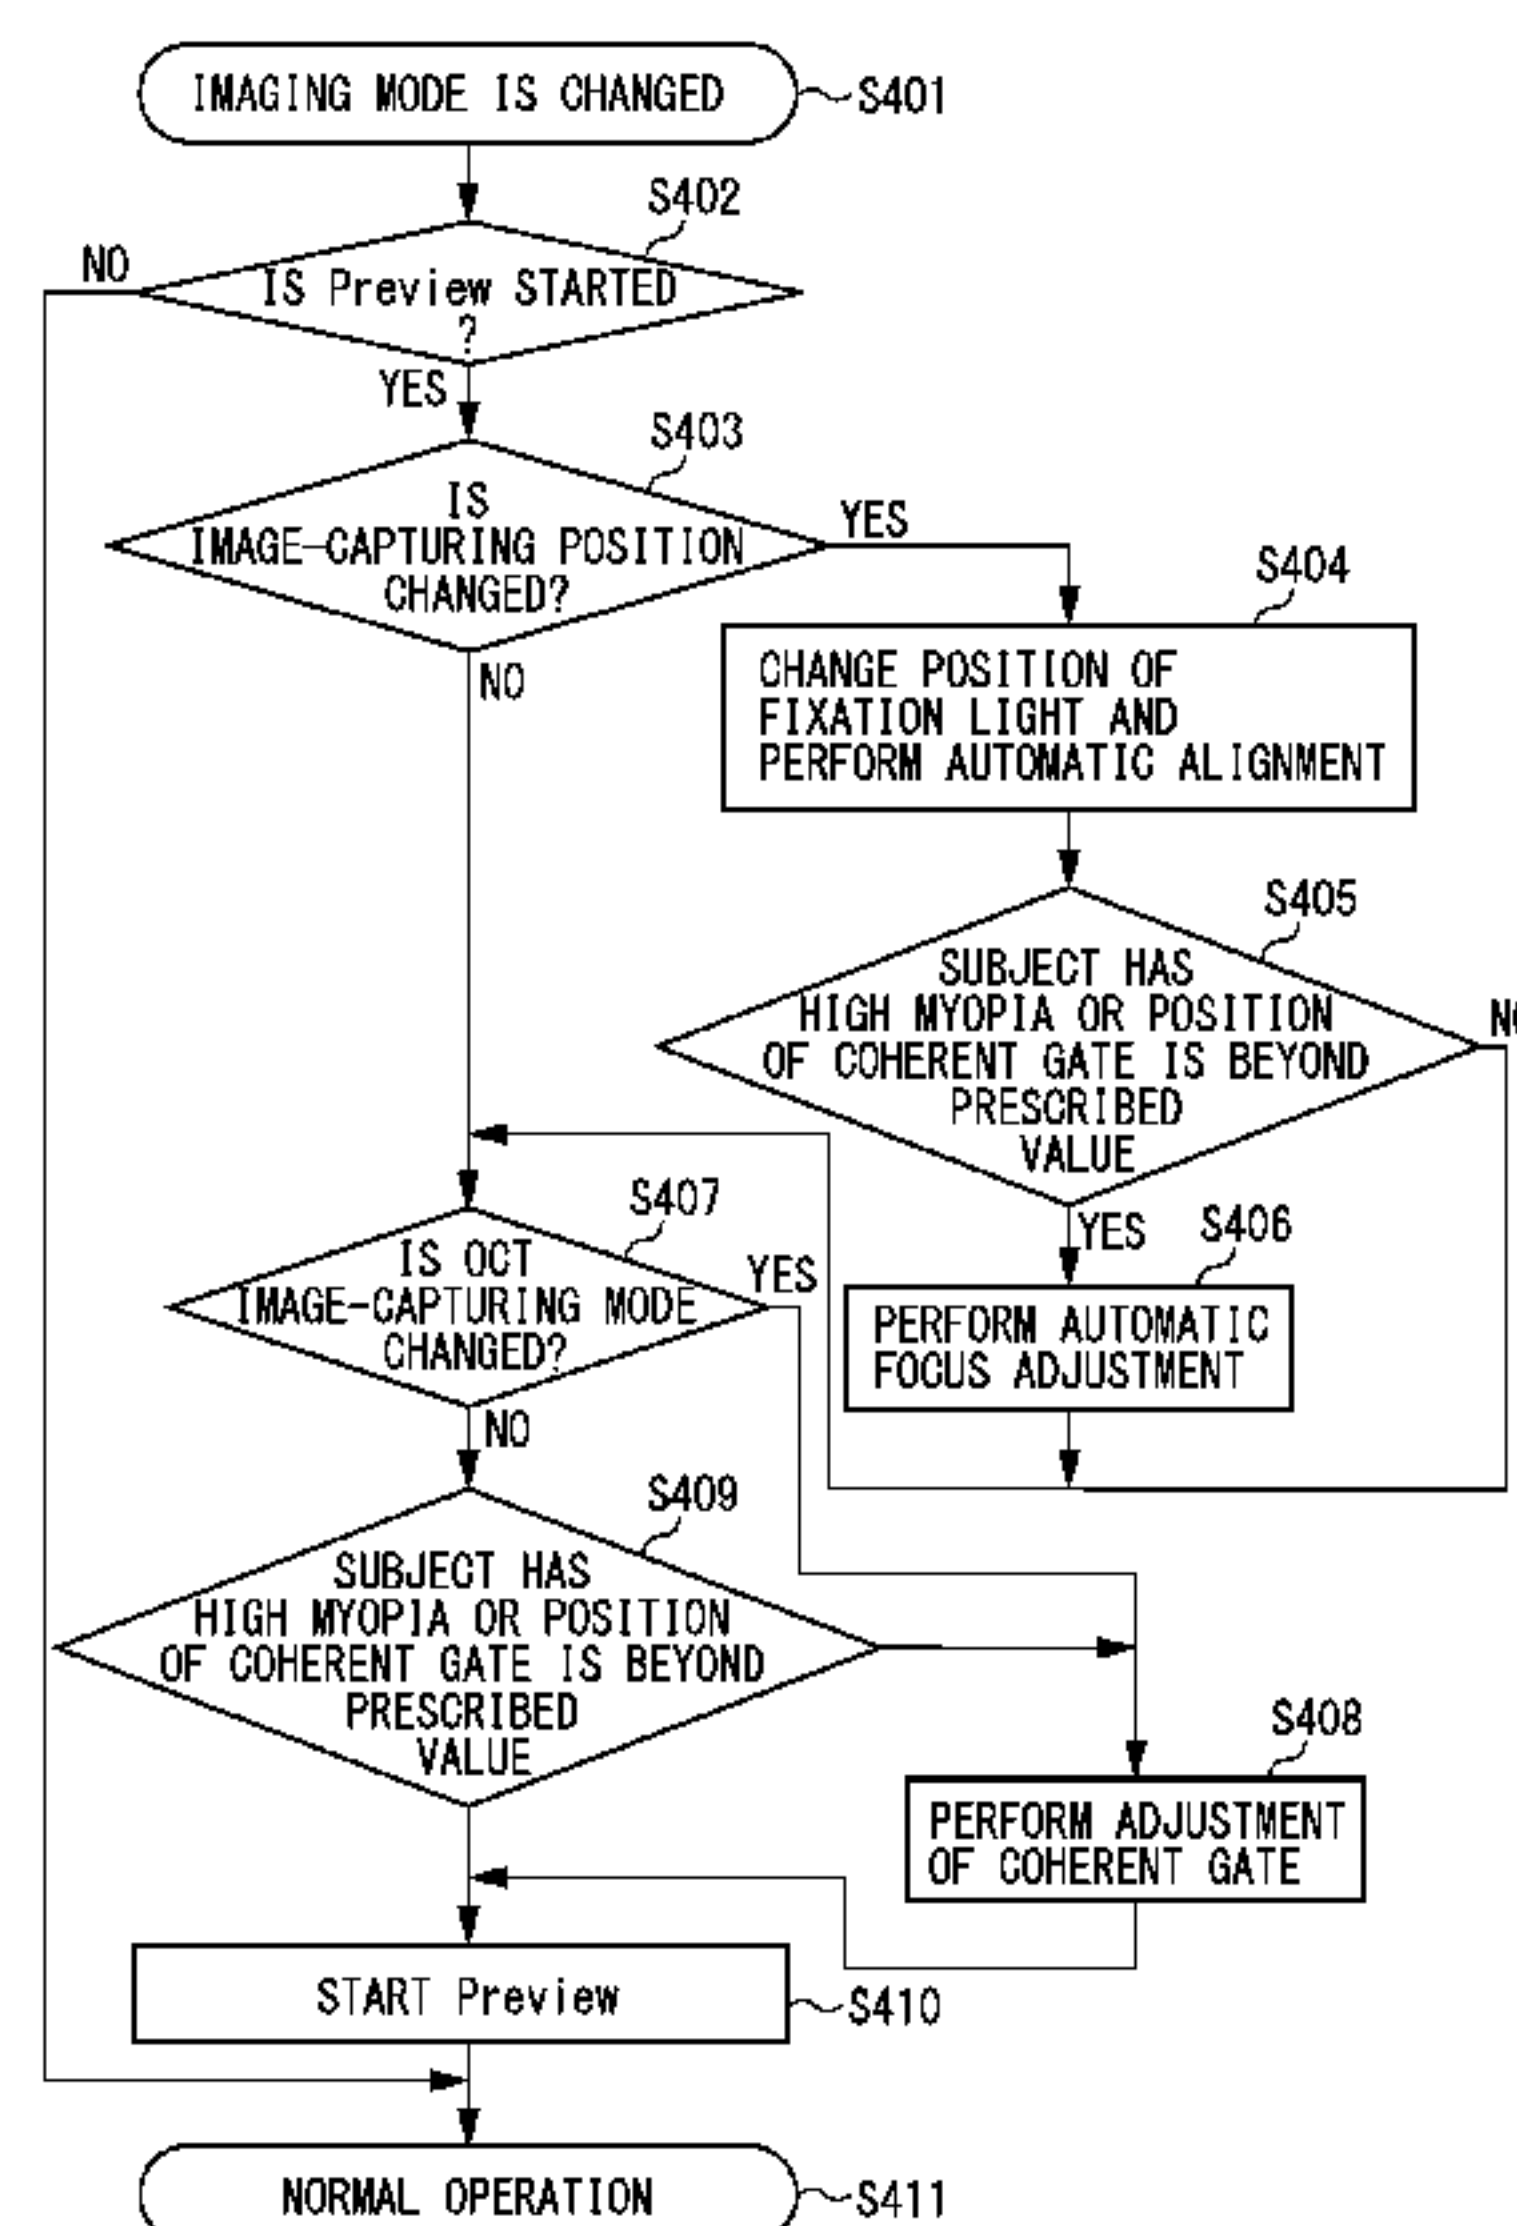 IMAGING MODE IS CHANGED
S401
S402
NO
IS Preview STARTED
?
YES
S403
IS
IMAGE-CAPTURING POSITION
CHANGED?
YES
NO
S404
CHANGE POSITION OF
FIXATION LIGHT AND
PERFORM AUTOMATIC ALIGNMENT
S405
SUBJECT HAS
HIGH MYOPIA OR POSITION
OF COHERENT GATE IS BEYOND
PRESCRIBED
VALUE
NO
YES
S406
PERFORM AUTOMATIC
FOCUS ADJUSTMENT
S407
IS OCT
IMAGE-CAPTURING MODE
CHANGED?
YES
NO
S409
SUBJECT HAS
HIGH MYOPIA OR POSITION
OF COHERENT GATE IS BEYOND
PRESCRIBED
VALUE
S408
PERFORM ADJUSTMENT
OF COHERENT GATE
START Preview
S410
NORMAL OPERATION
S411